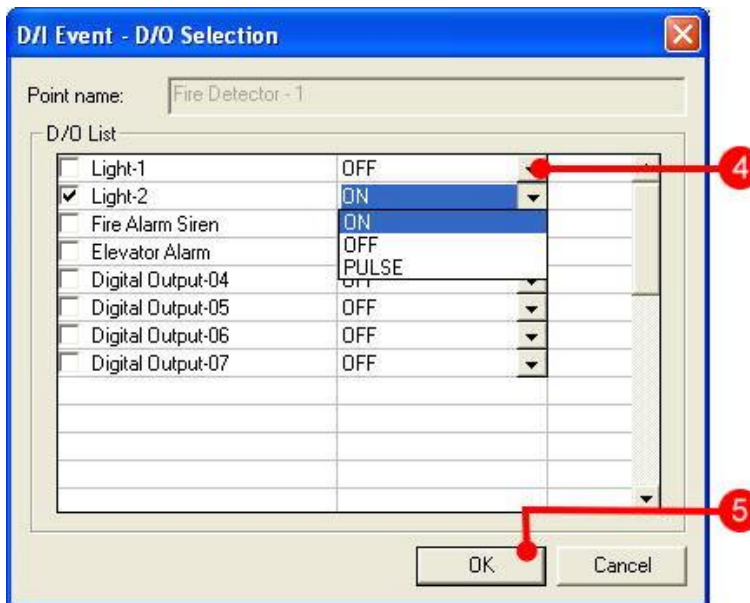 D/I Event - D/O Selection
Point name: Fire Detector - 1
D/O List
Light-1 OFF 4
Light-2 ON
Fire Alarm Siren ON
Elevator Alarm OFF
PULSE
Digital Output-04 OFF
Digital Output-05 OFF
Digital Output-06 OFF
Digital Output-07 OFF
5
OK Cancel